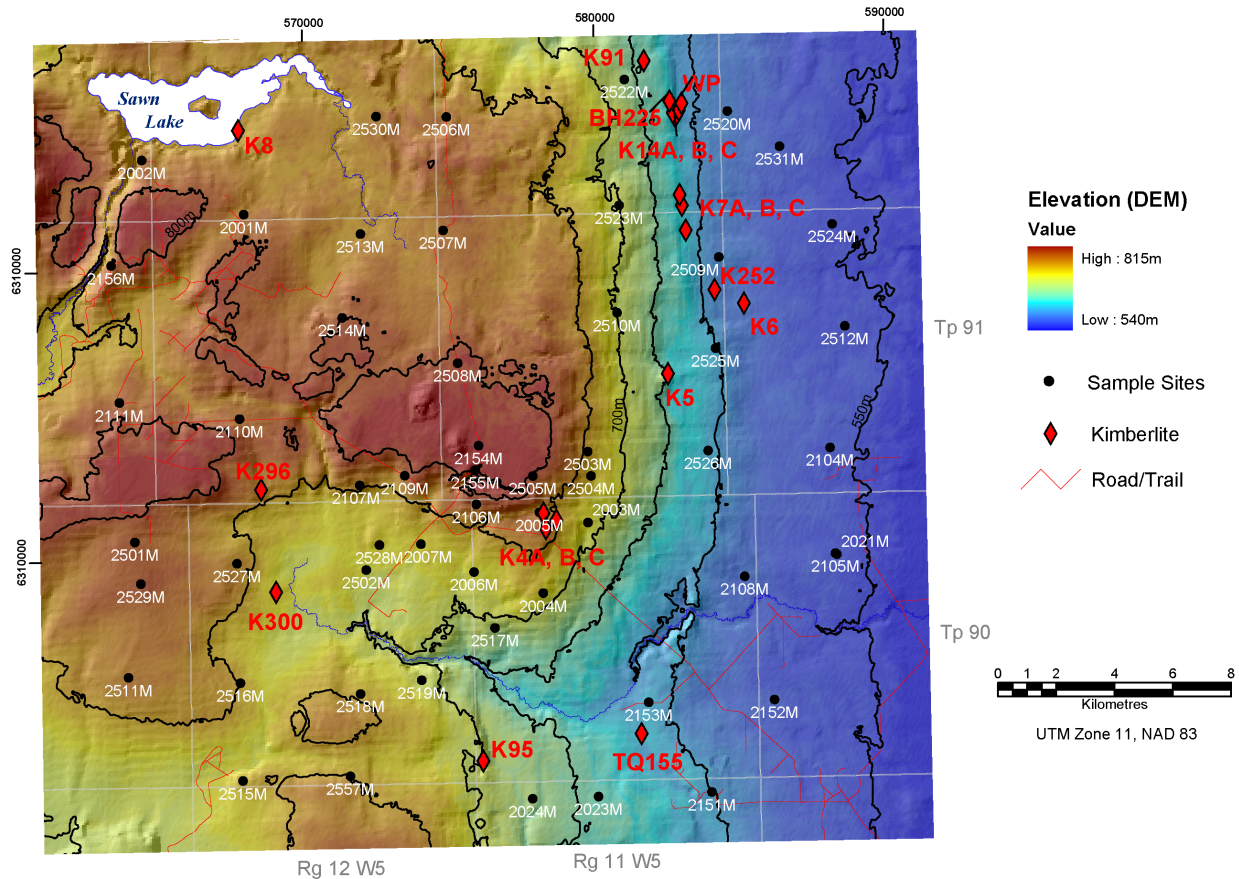 570000
580000
590000
K91
2522M
WP
Sawn
Lake
BH225
2530M
2506M
2520M
K8
K14A, B, C
2531M
2002M
800m
2001M
2523M
K7A, B, C
2513M
2507M
2524M
2156M
2509M
K252
6310000
2514M
2510M
K6
2512M
Tp 91
2525M
2508M
K5
2111M
2110M
700m
550m
2154M
2503M
2526M
2104M
K296
2155M
2109M
2505M
2504M
2107M
2106M
2005M
2003M
2501M
2528M
2007M
K4A, B, C
2021M
2105M
6310000
2527M
2502M
2006M
2108M
2529M
2004M
K300
2517M
Tp 90
2511M
2516M
2519M
2518M
2153M
2152M
K95
TQ155
2515M
2557M
2024M
2023M
2151M
Rg 12 W5
Rg 11 W5
Elevation (DEM)
Value
High : 815m
Low : 540m
Sample Sites
Kimberlite
Road/Trail
0 2 4 6 8
Kilometres
UTM Zone 11, NAD 83